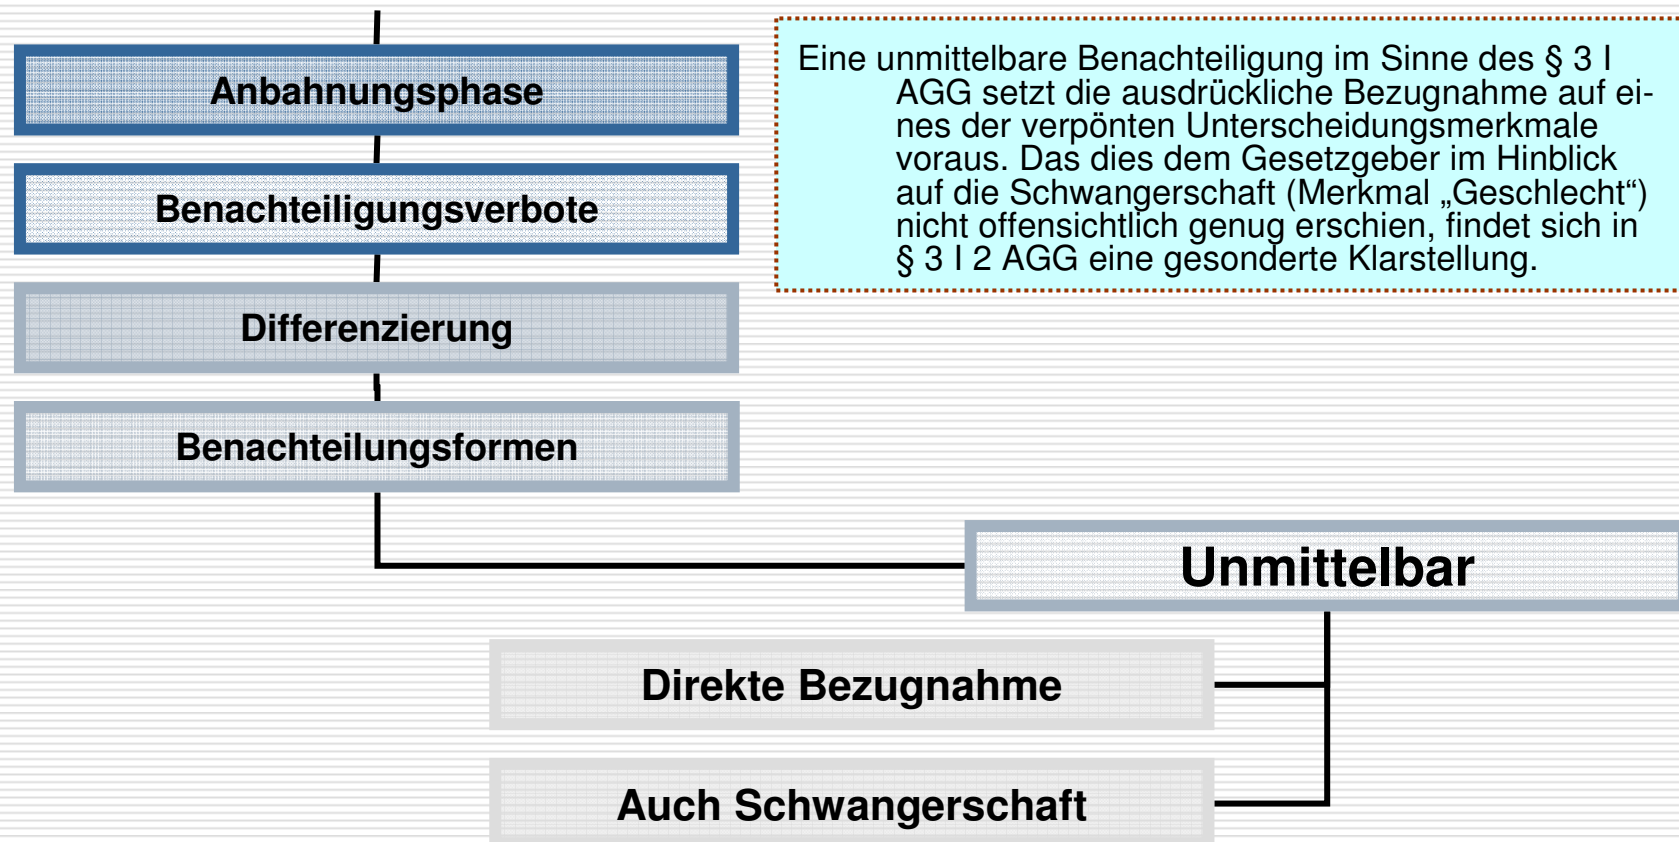 Anbahnungsphase
Benachteiligungsverbote
Differenzierung
Benachteilungsformen
Eine unmittelbare Benachteiligung im Sinne des § 3 I
AGG setzt die ausdrückliche Bezugnahme auf ei-
nes der verpönten Unterscheidungsmerkmale
voraus. Das dies dem Gesetzgeber im Hinblick
auf die Schwangerschaft (Merkmal „Geschlecht“)
nicht offensichtlich genug erschien, findet sich in
§ 3 I 2 AGG eine gesonderte Klarstellung.
Unmittelbar
Direkte Bezugnahme
Auch Schwangerschaft